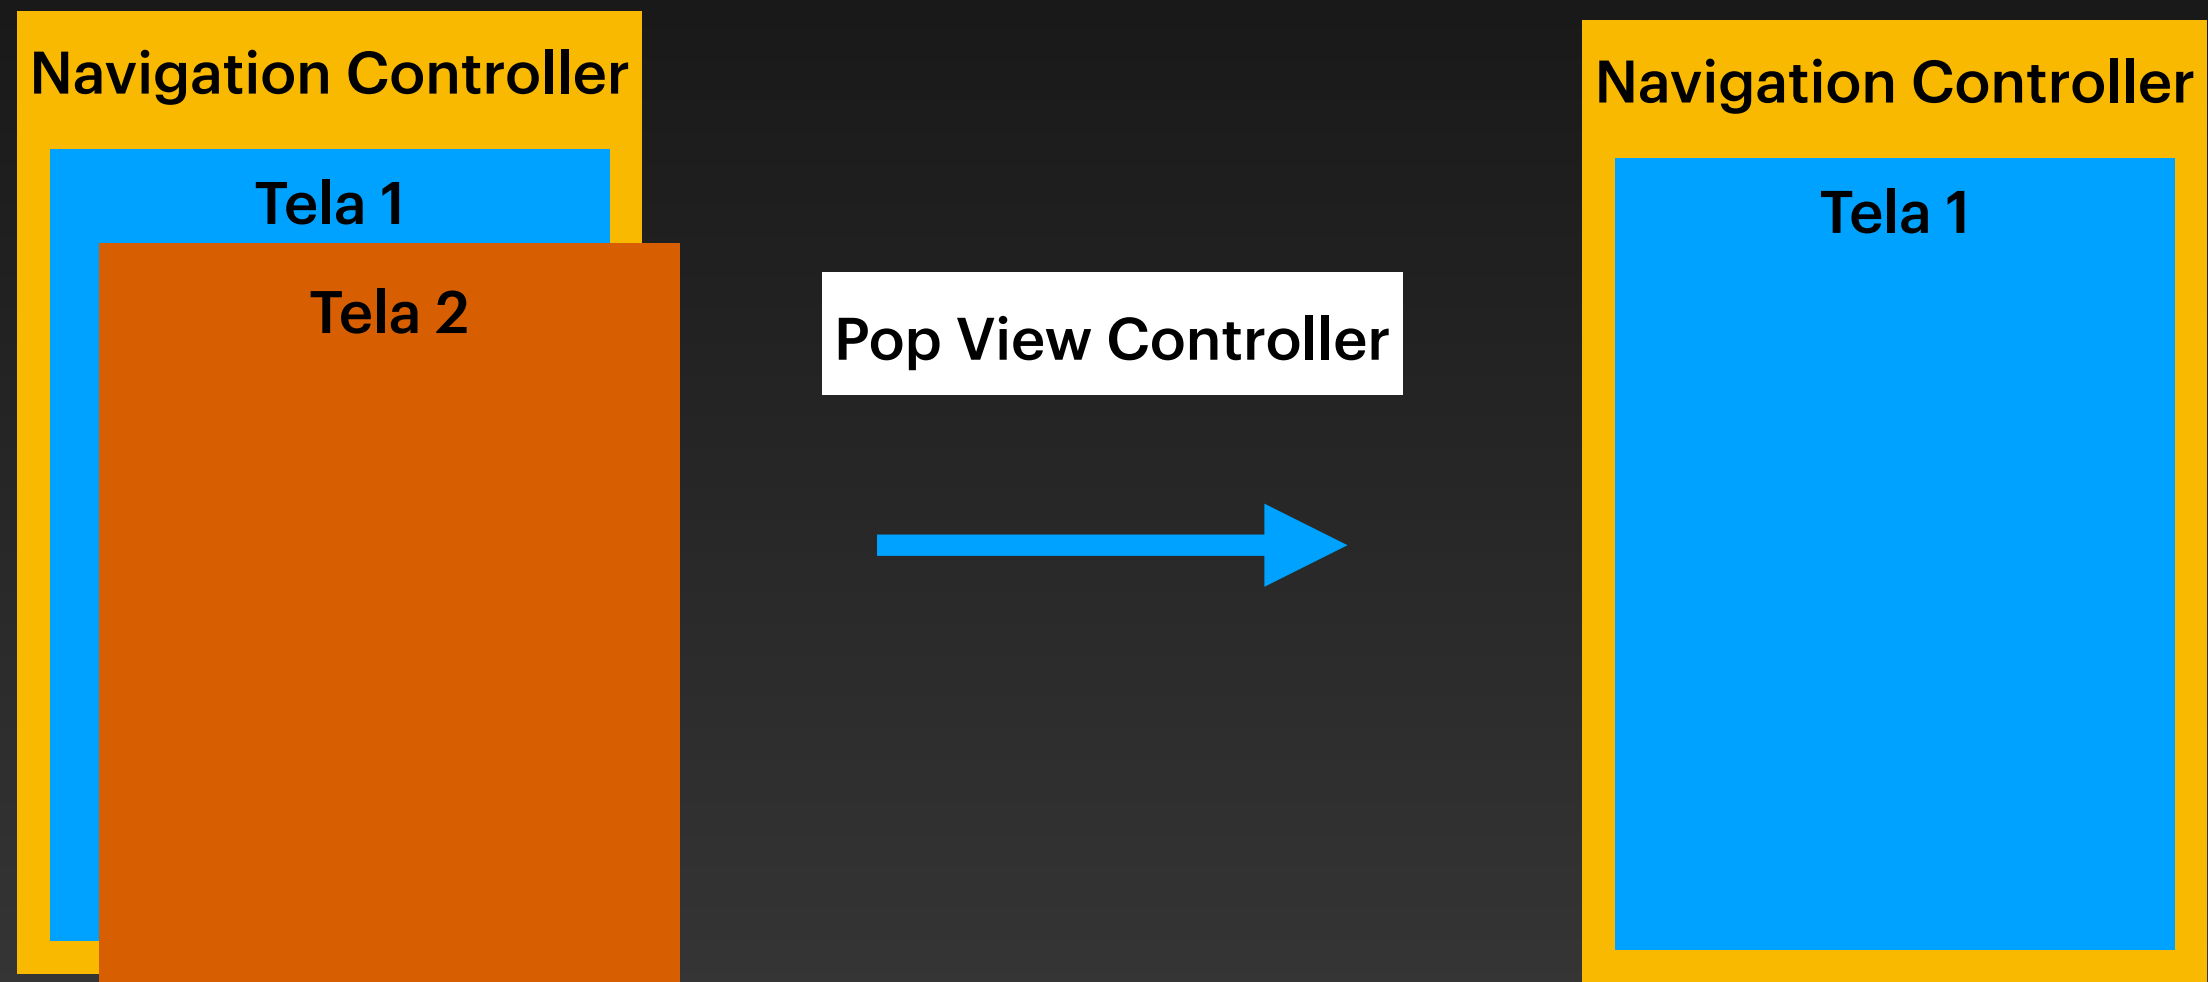 Navigation Controller
Tela 1
Tela 2
Pop View Controller
Navigation Controller
Tela 1